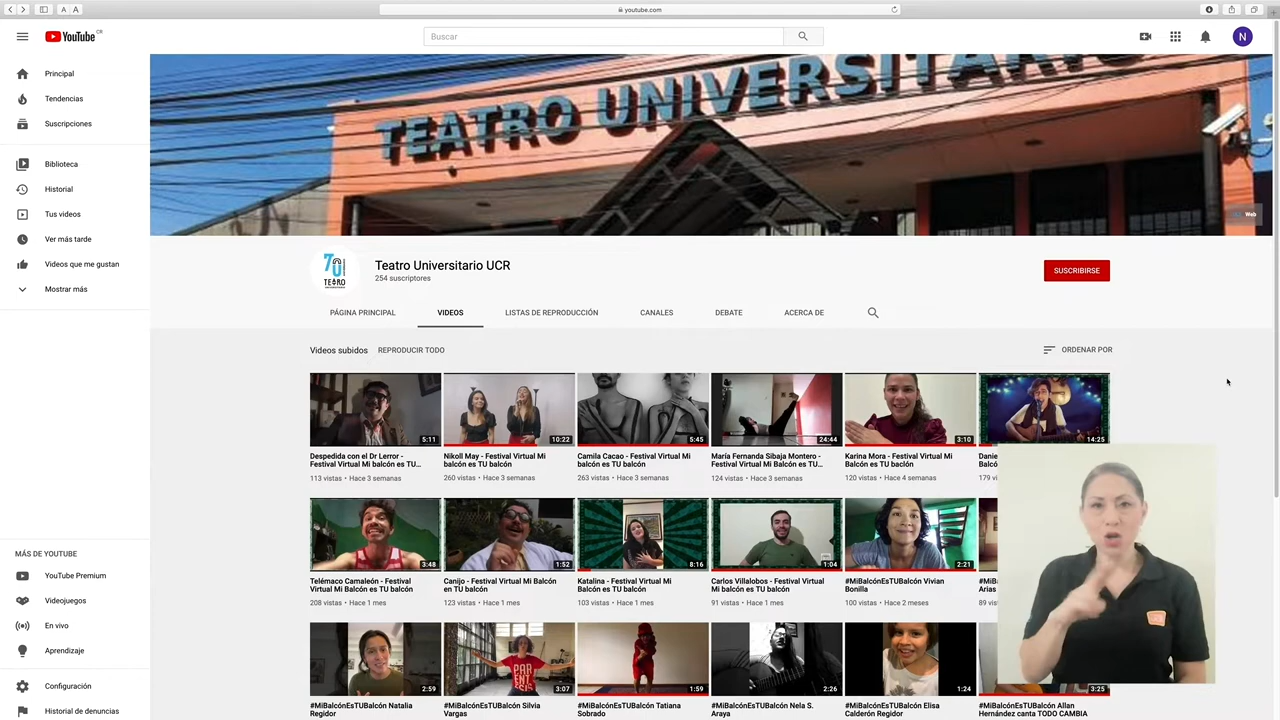 A A
youtube.com
YouTube CR
Buscar
N
Principal
Tendencias
Suscripciones
Biblioteca
Historial
Tus videos
Ver más tarde
Videos que me gustan
Mostrar más
MÁS DE YOUTUBE
YouTube Premium
Videojuegos
En vivo
Aprendizaje
Configuración
Historial de denuncias
TEATRO UNIVERSITARIO
Web
TEATRO
Teatro Universitario UCR
254 suscriptores
SUSCRIBIRSE
PÁGINA PRINCIPAL
VIDEOS
LISTAS DE REPRODUCCIÓN
CANALES
DEBATE
ACERCA DE
Videos subidos
REPRODUCIR TODO
ORDENAR POR
5:11
10:22
5:45
24:44
3:10
14:25
Despedida con el Dr Lerror -
Festival Virtual Mi balcón es TU...
113 vistas • Hace 3 semanas
Nikoll May - Festival Virtual Mi
balcón es TU balcón
260 vistas • Hace 3 semanas
Camila Cacao - Festival Virtual
Mi balcón es TU balcón
263 vistas • Hace 3 semanas
María Fernanda Sibaja Montero -
Festival Virtual Mi Balcón es TU...
124 vistas • Hace 3 semanas
Karina Mora - Festival Virtual Mi
Balcón es TU baclón
120 vistas • Hace 4 semanas
Danie
Balcó
179 vi
3:48
1:52
8:16
1:04
2:21
Telémaco Camaleón - Festival
Virtual Mi Balcón es TU balcón
208 vistas • Hace 1 mes
Canijo - Festival Virtual Mi Balcón
es TU balcón
123 vistas • Hace 1 mes
Katalina - Festival Virtual Mi
Balcón es TU balcón
103 vistas • Hace 1 mes
Carlos Villalobos - Festival Virtual
Mi Balcón es TU balcón
91 vistas • Hace 1 mes
#MiBalcónEsTUBalcón Vivian
Bonilla
100 vistas • Hace 2 meses
#MiBa
Arias
89 vis
2:59
3:07
PARENTESIS
1:59
2:26
1:24
3:25
#MiBalcónEsTUBalcón Natalia
Regidor
#MiBalcónEsTUBalcón Silvia
Vargas
#MiBalcónEsTUBalcón Tatiana
Sobrado
#MiBalcónEsTUBalcón Nela S.
Araya
#MiBalcónEsTUBalcón Elisa
Calderón Regidor
#MiBalcónEsTUBalcón Allan
Hernández canta TODO CAMBIA